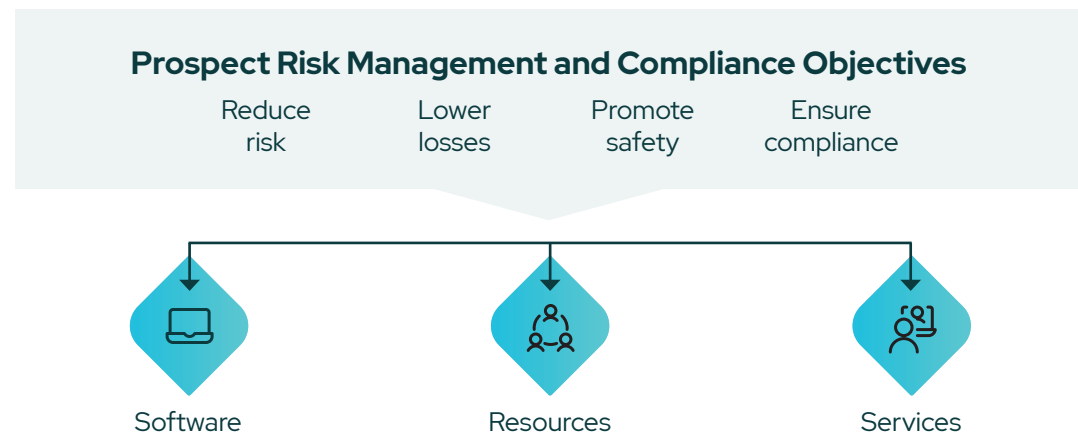 Prospect Risk Management and Compliance Objectives
Reduce
risk
Lower
losses
Promote
safety
Ensure
compliance
Software
Resources
Services